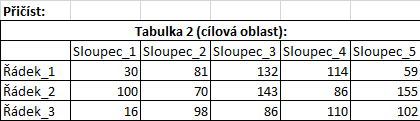 Přičíst:
Tabulka 2 (cílová oblast):
Sloupec_1 Sloupec_2 Sloupec_3 Sloupec_4 Sloupec_5
Řádek_1 30 81 132 114 59
Řádek_2 100 70 143 86 155
Řádek_3 16 98 86 110 102